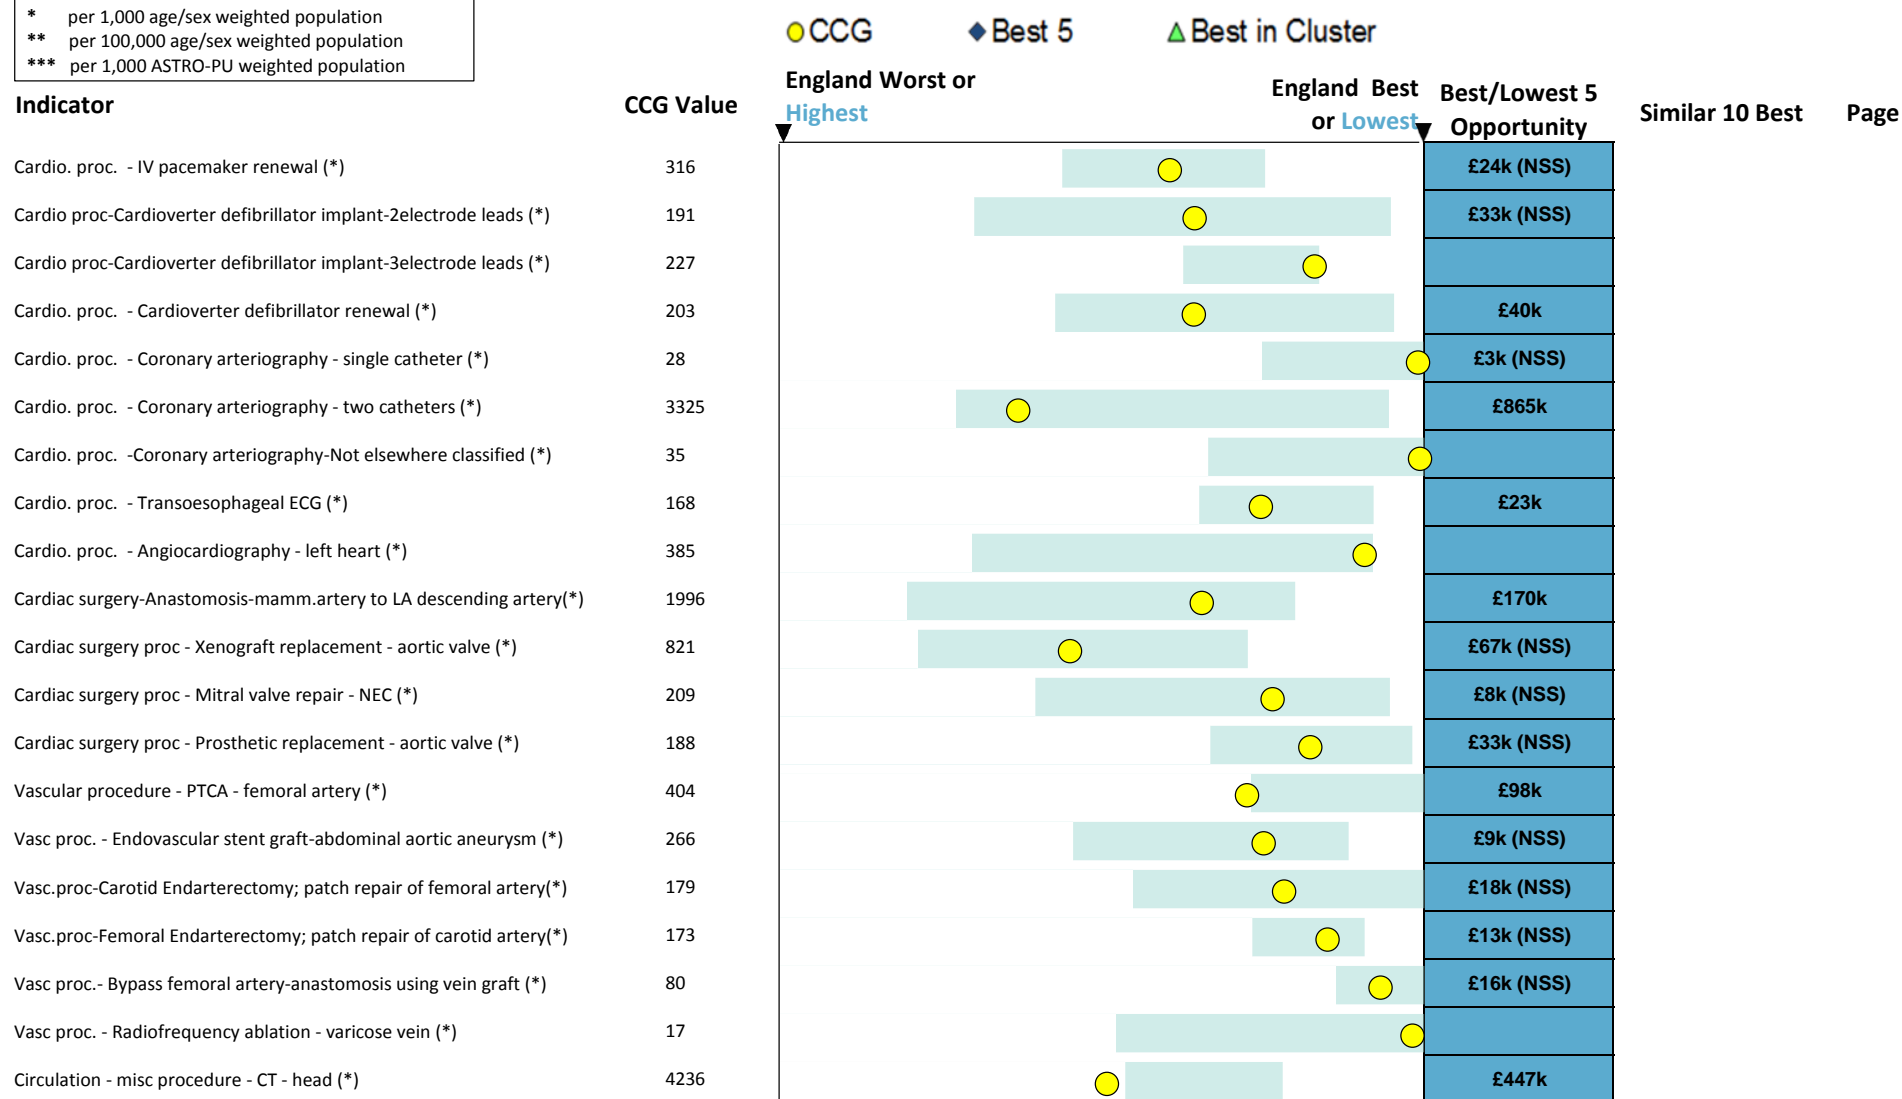 * per 1,000 age/sex weighted population
** per 100,000 age/sex weighted population
*** per 1,000 ASTRO-PU weighted population
CCG Best 5 Best in Cluster
Indicator CCG Value England Worst or Highest England Best or Lowest Best/Lowest 5 Opportunity Similar 10 Best Page
Cardio. proc. - IV pacemaker renewal (*) 316 £24k (NSS)
Cardio proc-Cardioverter defibrillator implant-2electrode leads (*) 191 £33k (NSS)
Cardio proc-Cardioverter defibrillator implant-3electrode leads (*) 227
Cardio. proc. - Cardioverter defibrillator renewal (*) 203 £40k
Cardio. proc. - Coronary arteriography - single catheter (*) 28 £3k (NSS)
Cardio. proc. - Coronary arteriography - two catheters (*) 3325 £865k
Cardio. proc. -Coronary arteriography-Not elsewhere classified (*) 35
Cardio. proc. - Transoesophageal ECG (*) 168 £23k
Cardio. proc. - Angiocardiography - left heart (*) 385
Cardiac surgery-Anastomosis-mamm.artery to LA descending artery(*) 1996 £170k
Cardiac surgery proc - Xenograft replacement - aortic valve (*) 821 £67k (NSS)
Cardiac surgery proc - Mitral valve repair - NEC (*) 209 £8k (NSS)
Cardiac surgery proc - Prosthetic replacement - aortic valve (*) 188 £33k (NSS)
Vascular procedure - PTCA - femoral artery (*) 404 £98k
Vasc proc. - Endovascular stent graft-abdominal aortic aneurysm (*) 266 £9k (NSS)
Vasc.proc-Carotid Endarterectomy; patch repair of femoral artery(*) 179 £18k (NSS)
Vasc.proc-Femoral Endarterectomy; patch repair of carotid artery(*) 173 £13k (NSS)
Vasc proc.- Bypass femoral artery-anastomosis using vein graft (*) 80 £16k (NSS)
Vasc proc. - Radiofrequency ablation - varicose vein (*) 17
Circulation - misc procedure - CT - head (*) 4236 £447k